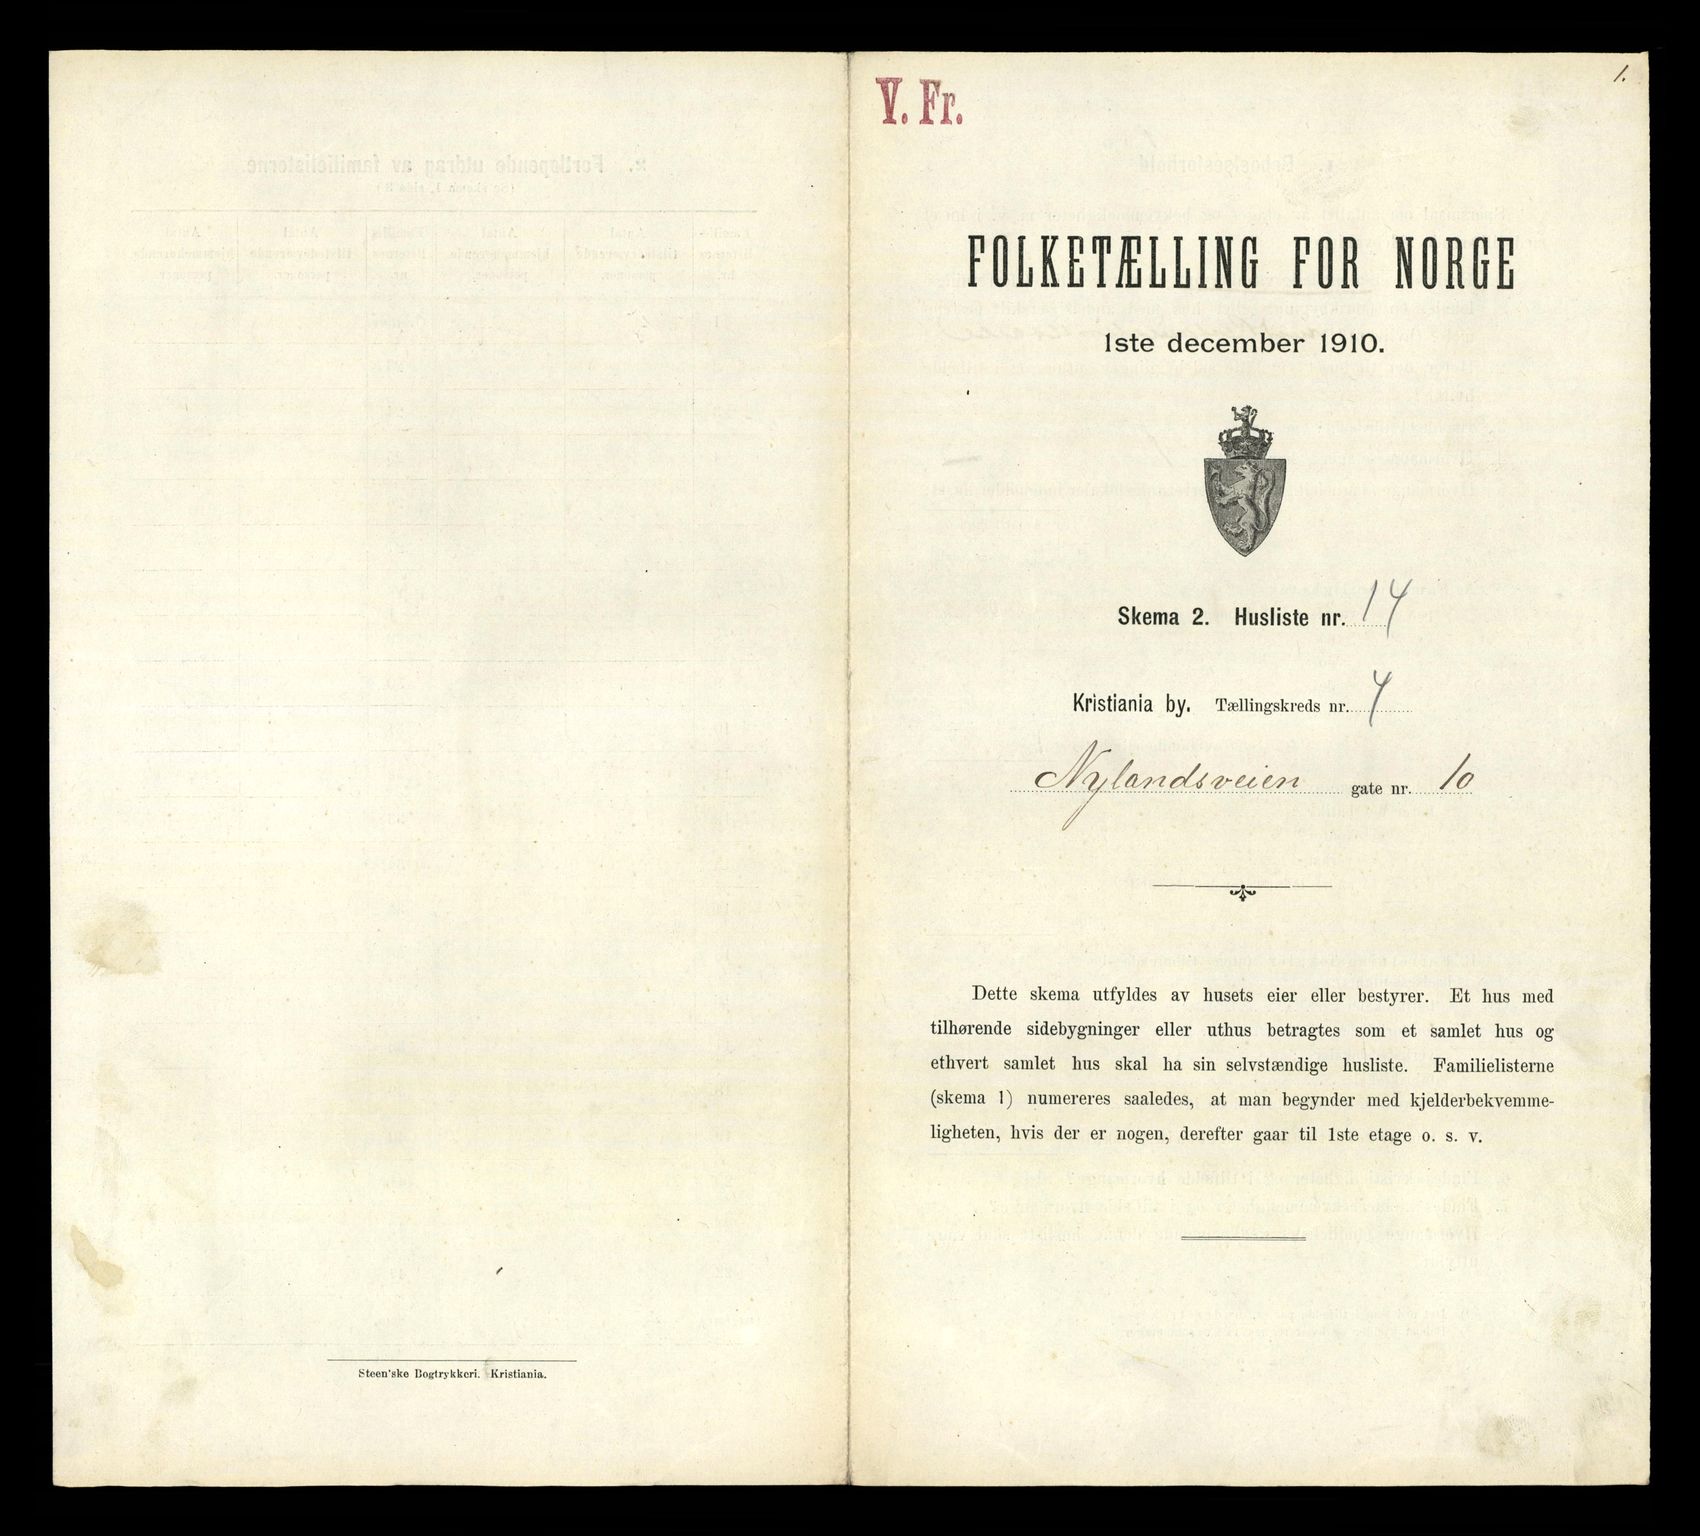 Steen'ske Bogtrykkeri. Kristiania.
1.
V. Fr.
FOLKETÆLLING FOR NORGE
1ste december 1910.
Skema 2. Husliste nr. 14
Kristiania by. Tællingskreds nr. 4
Nylandsveien gate nr. 10
Dette skema utfyldes av husets eier eller bestyrer. Et hus med
tilhørende sidebygninger eller uthus betragtes som et samlet hus og
ethvert samlet hus skal ha sin selvstændige husliste. Familielisterne
(skema 1) numereres saaledes, at man begynder med kjelderbekvemme-
ligheten, hvis der er nogen, derefter gaar til 1ste etage o. s. v.